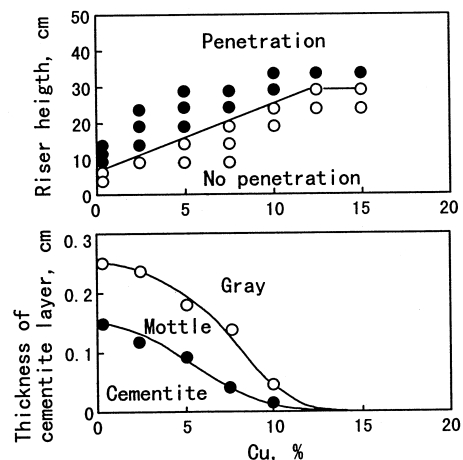 Riser heigth, cm
50
40
30
20
10
0
Penetration
No penetration
0
5
10
15
20
Thickness of
cementite layer, cm
0.3
0.2
0.1
0
Gray
Mottle
Cementite
0
5
10
15
20
Cu, %